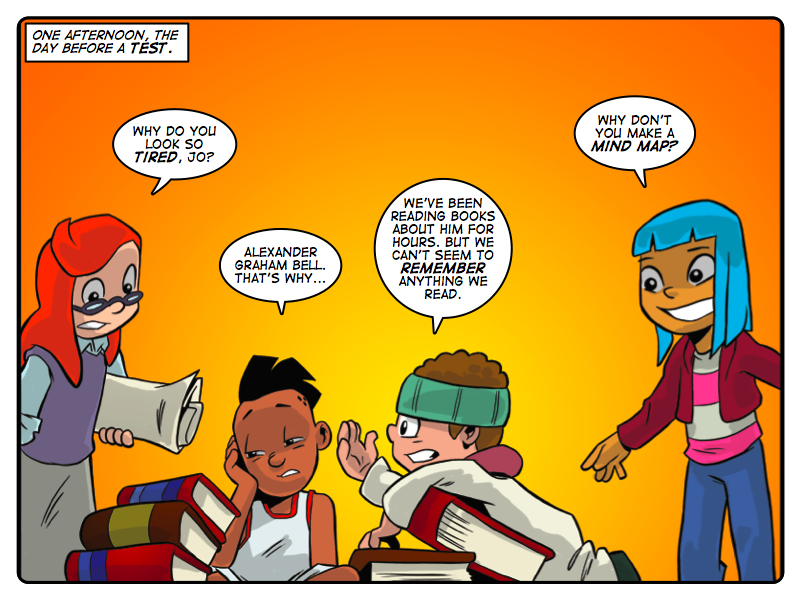 ONE AFTERNOON, THE
DAY BEFORE A TEST.
WHY DO YOU
LOOK SO
TIRED, JO?
ALEXANDER
GRAHAM BELL.
THAT'S WHY...
WE'VE BEEN
READING BOOKS
ABOUT HIM FOR
HOURS. BUT WE
CAN'T SEEM TO
REMEMBER
ANYTHING WE
READ.
WHY DON'T
YOU MAKE A
MIND MAP?